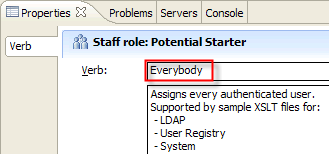 Properties Problems Servers Console
Verb
Staff role: Potential Starter
Verb: Everybody
Assigns every authenticated user.
Supported by sample XSLT files for:
- LDAP
- User Registry
- System